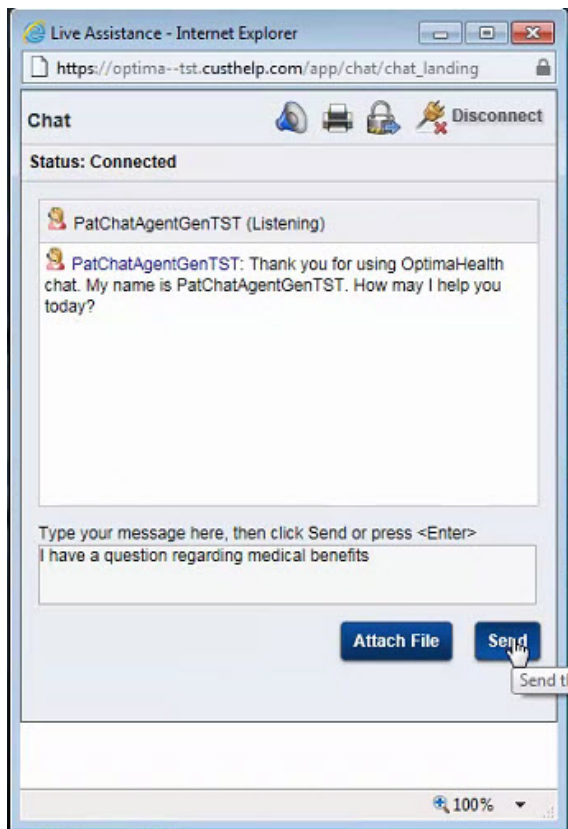 Live Assistance - Internet Explorer
https://optima--tst.custhelp.com/app/chat/chat_landing
Chat
Disconnect
Status: Connected
PatChatAgentGenTST (Listening)
PatChatAgentGenTST: Thank you for using OptimaHealth
chat. My name is PatChatAgentGenTST. How may I help you
today?
Type your message here, then click Send or press <Enter>
I have a question regarding medical benefits
Attach File
Send
Send t
100%